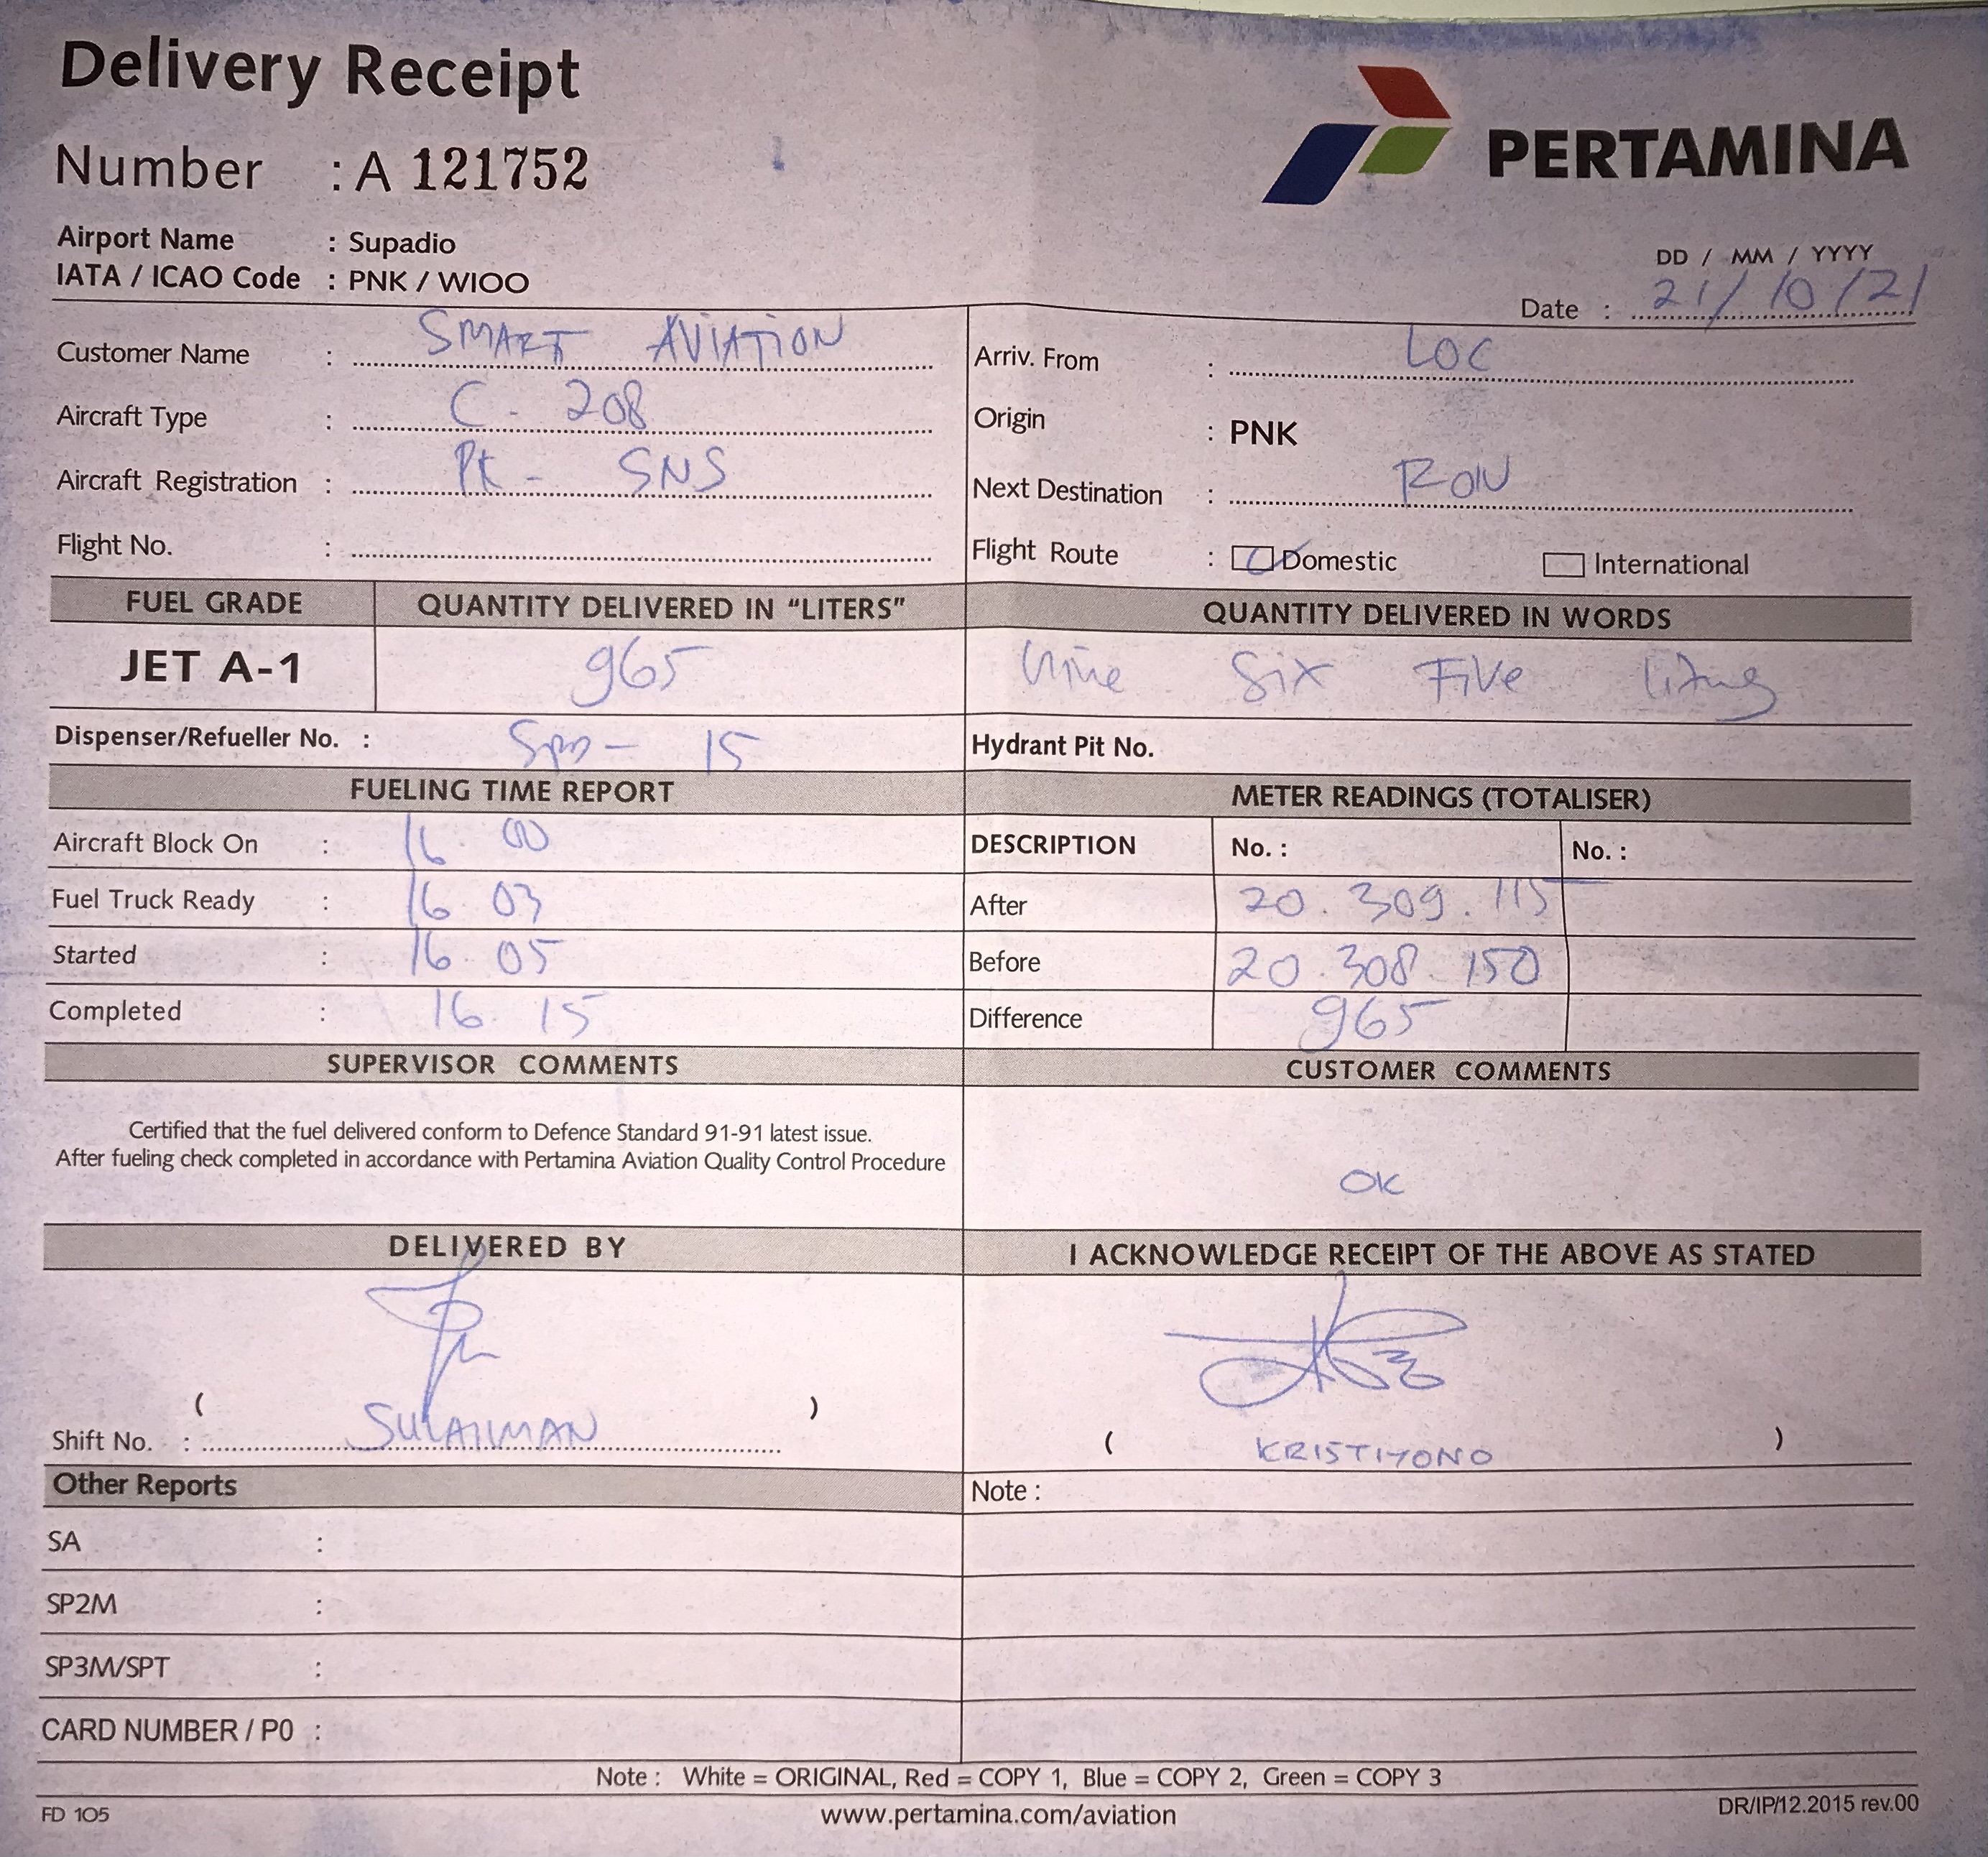 Delivery Receipt
Number : A 121752
PERTAMINA
Airport Name : Supadio
IATA / ICAO Code : PNK / WIOO
DD / MM / YYYY
Date : 21/10/21
Customer Name : SMART AVIATION
Arriv. From : LOC
Aircraft Type : C - 208
Origin : PNK
Aircraft Registration : PK - SNS
Next Destination : RON
Flight No. :
Flight Route : Domestic International
FUEL GRADE QUANTITY DELIVERED IN "LITERS" QUANTITY DELIVERED IN WORDS
JET A-1 965 Nine Six Five
Dispenser/Refueller No. : 15 Hydrant Pit No.
FUELING TIME REPORT METER READINGS (TOTALISER)
Aircraft Block On : 16.00 DESCRIPTION No. : No. :
Fuel Truck Ready : 16 03 After 20.309.115
Started : 16.05 Before 20.308.150
Completed : 16.15 Difference 965
SUPERVISOR COMMENTS CUSTOMER COMMENTS
Certified that the fuel delivered conform to Defence Standard 91-91 latest issue.
After fueling check completed in accordance with Pertamina Aviation Quality Control Procedure
OK
DELIVERED BY I ACKNOWLEDGE RECEIPT OF THE ABOVE AS STATED
( )
Shift No. : SULAIMAN
( KRISTIYONO )
Other Reports Note :
SA :
SP2M :
SP3M/SPT :
CARD NUMBER / P0 :
Note : White = ORIGINAL, Red = COPY 1, Blue = COPY 2, Green = COPY 3
FD 105 www.pertamina.com/aviation DR/IP/12.2015 rev.00